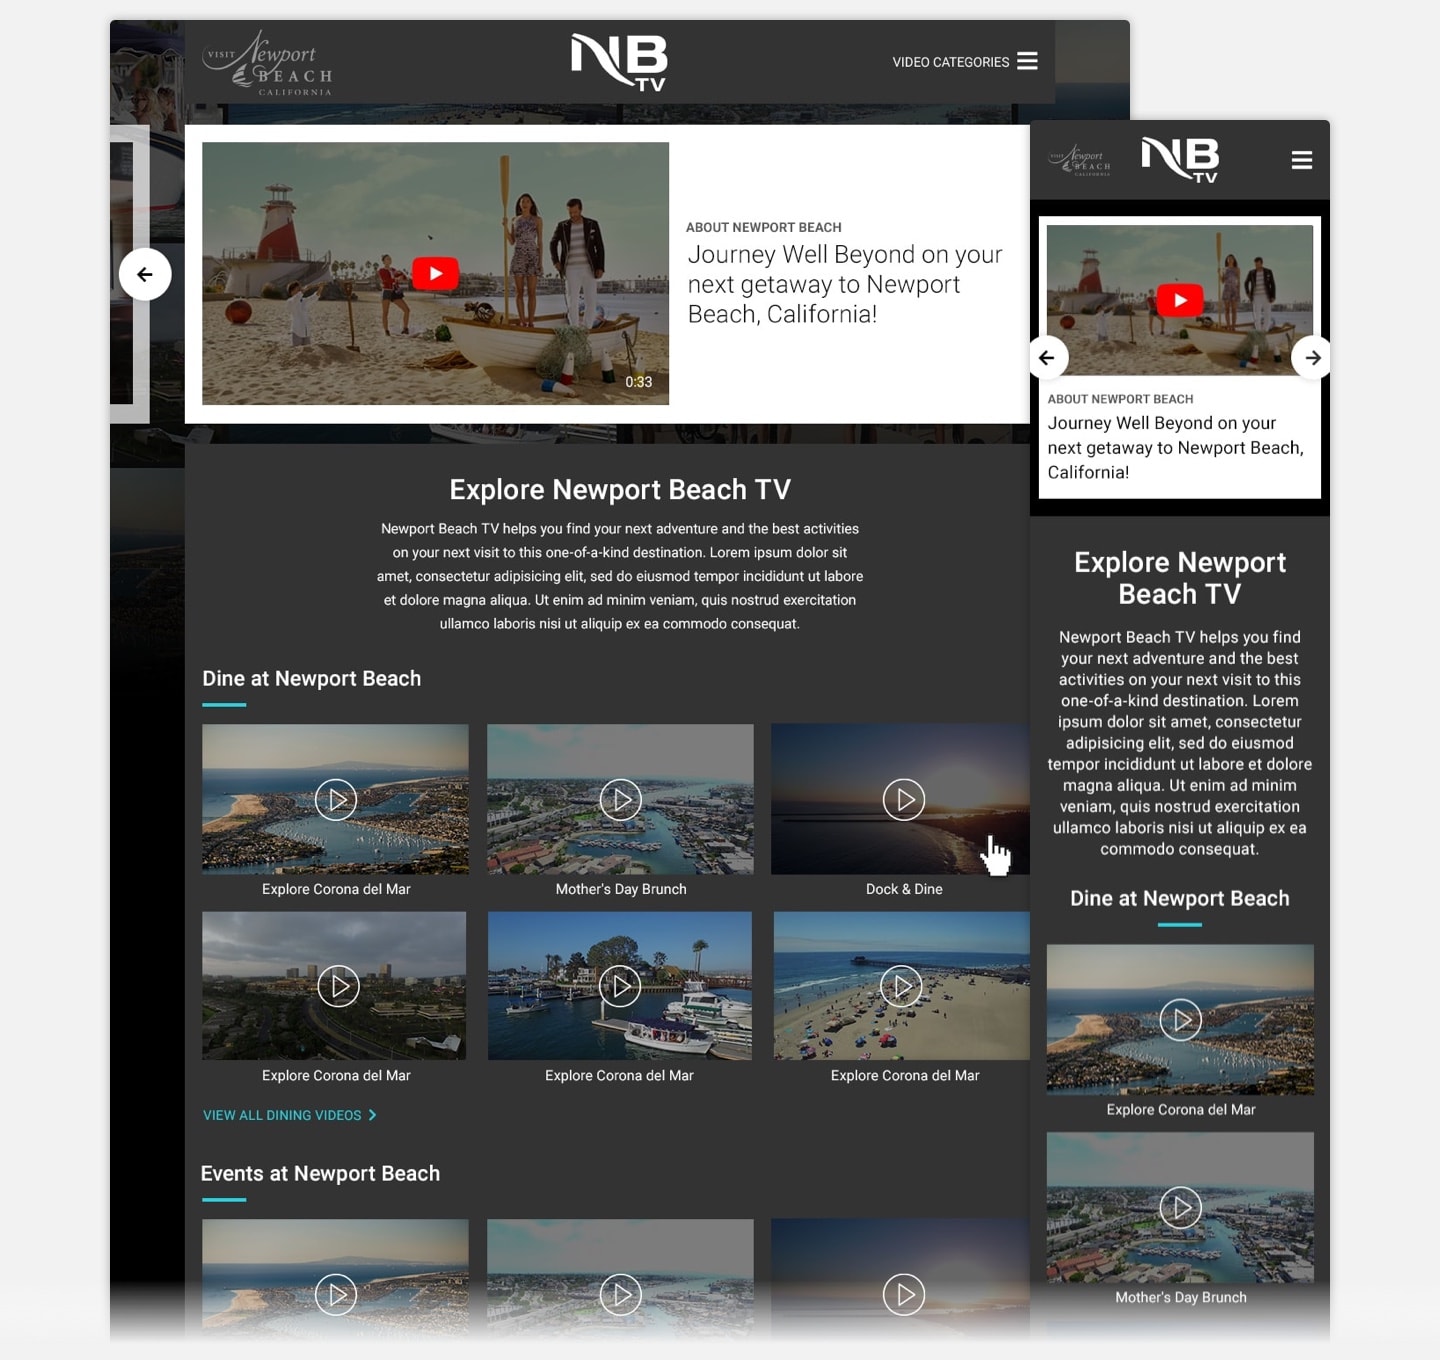 VISIT Newport
BEACH
CALIFORNIA
NB
TV
VIDEO CATEGORIES
ABOUT NEWPORT BEACH
Journey Well Beyond on your
next getaway to Newport
Beach, California!
0:33
Explore Newport Beach TV
Newport Beach TV helps you find your next adventure and the best activities
on your next visit to this one-of-a-kind destination. Lorem ipsum dolor sit
amet, consectetur adipisicing elit, sed do eiusmod tempor incididunt ut labore
et dolore magna aliqua. Ut enim ad minim veniam, quis nostrud exercitation
ullamco laboris nisi ut aliquip ex ea commodo consequat.
Dine at Newport Beach
Explore Corona del Mar
Mother's Day Brunch
Dock & Dine
Explore Corona del Mar
Explore Corona del Mar
Explore Corona del Mar
VIEW ALL DINING VIDEOS
Events at Newport Beach
VISIT Newport
BEACH
CALIFORNIA
NB
TV
ABOUT NEWPORT BEACH
Journey Well Beyond on your
next getaway to Newport Beach,
California!
Explore Newport
Beach TV
Newport Beach TV helps you find
your next adventure and the best
activities on your next visit to this
one-of-a-kind destination. Lorem
ipsum dolor sit amet, consectetur
adipisicing elit, sed do eiusmod
tempor incididunt ut labore et dolore
magna aliqua. Ut enim ad minim
veniam, quis nostrud exercitation
ullamco laboris nisi ut aliquip ex ea
commodo consequat.
Dine at Newport Beach
Explore Corona del Mar
Mother's Day Brunch